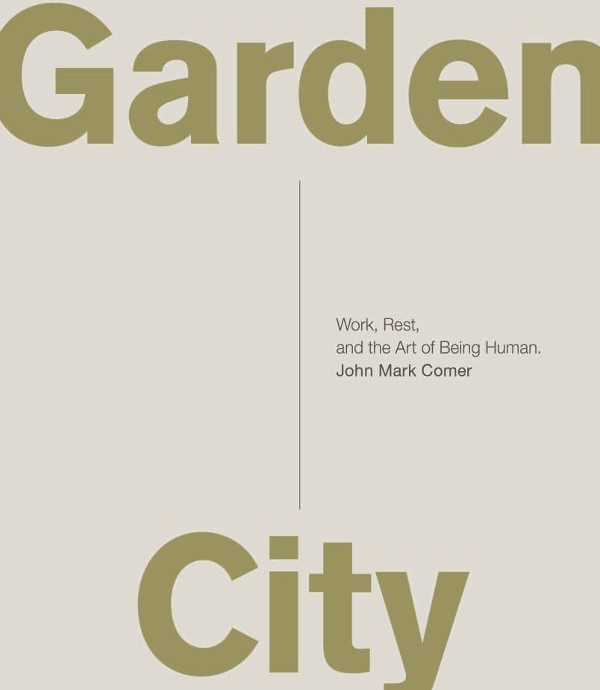 Garden
Work, Rest,
and the Art of Being Human.
John Mark Comer
City